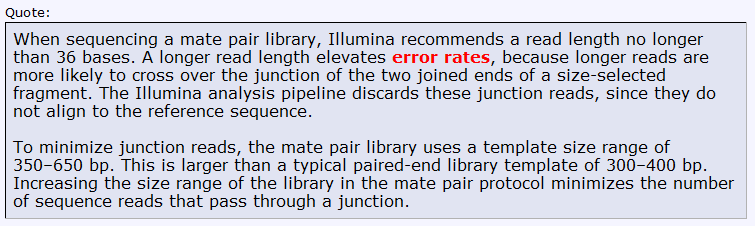 Quote:
When sequencing a mate pair library, Illumina recommends a read length no longer
than 36 bases. A longer read length elevates error rates, because longer reads are
more likely to cross over the junction of the two joined ends of a size-selected
fragment. The Illumina analysis pipeline discards these junction reads, since they do
not align to the reference sequence.
To minimize junction reads, the mate pair library uses a template size range of
350–650 bp. This is larger than a typical paired-end library template of 300–400 bp.
Increasing the size range of the library in the mate pair protocol minimizes the number
of sequence reads that pass through a junction.